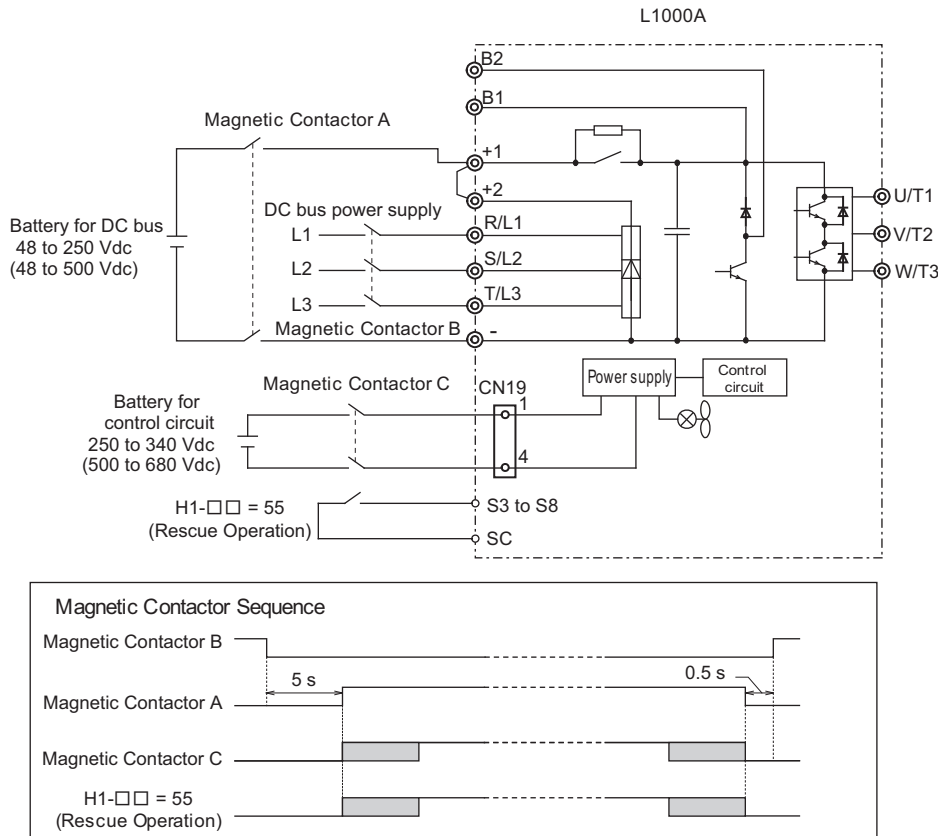 L1000A
B2
B1
Magnetic Contactor A
+1
+2
Battery for DC bus
48 to 250 Vdc
(48 to 500 Vdc)
DC bus power supply
L1
R/L1
L2
S/L2
L3
T/L3
Magnetic Contactor B
-
U/T1
V/T2
W/T3
Magnetic Contactor C
CN19
1
4
Power supply
Control
circuit
Battery for
control circuit
250 to 340 Vdc
(500 to 680 Vdc)
H1-□□ = 55
(Rescue Operation)
S3 to S8
SC
Magnetic Contactor Sequence
Magnetic Contactor B
5 s
0.5 s
Magnetic Contactor A
Magnetic Contactor C
H1-□□ = 55
(Rescue Operation)